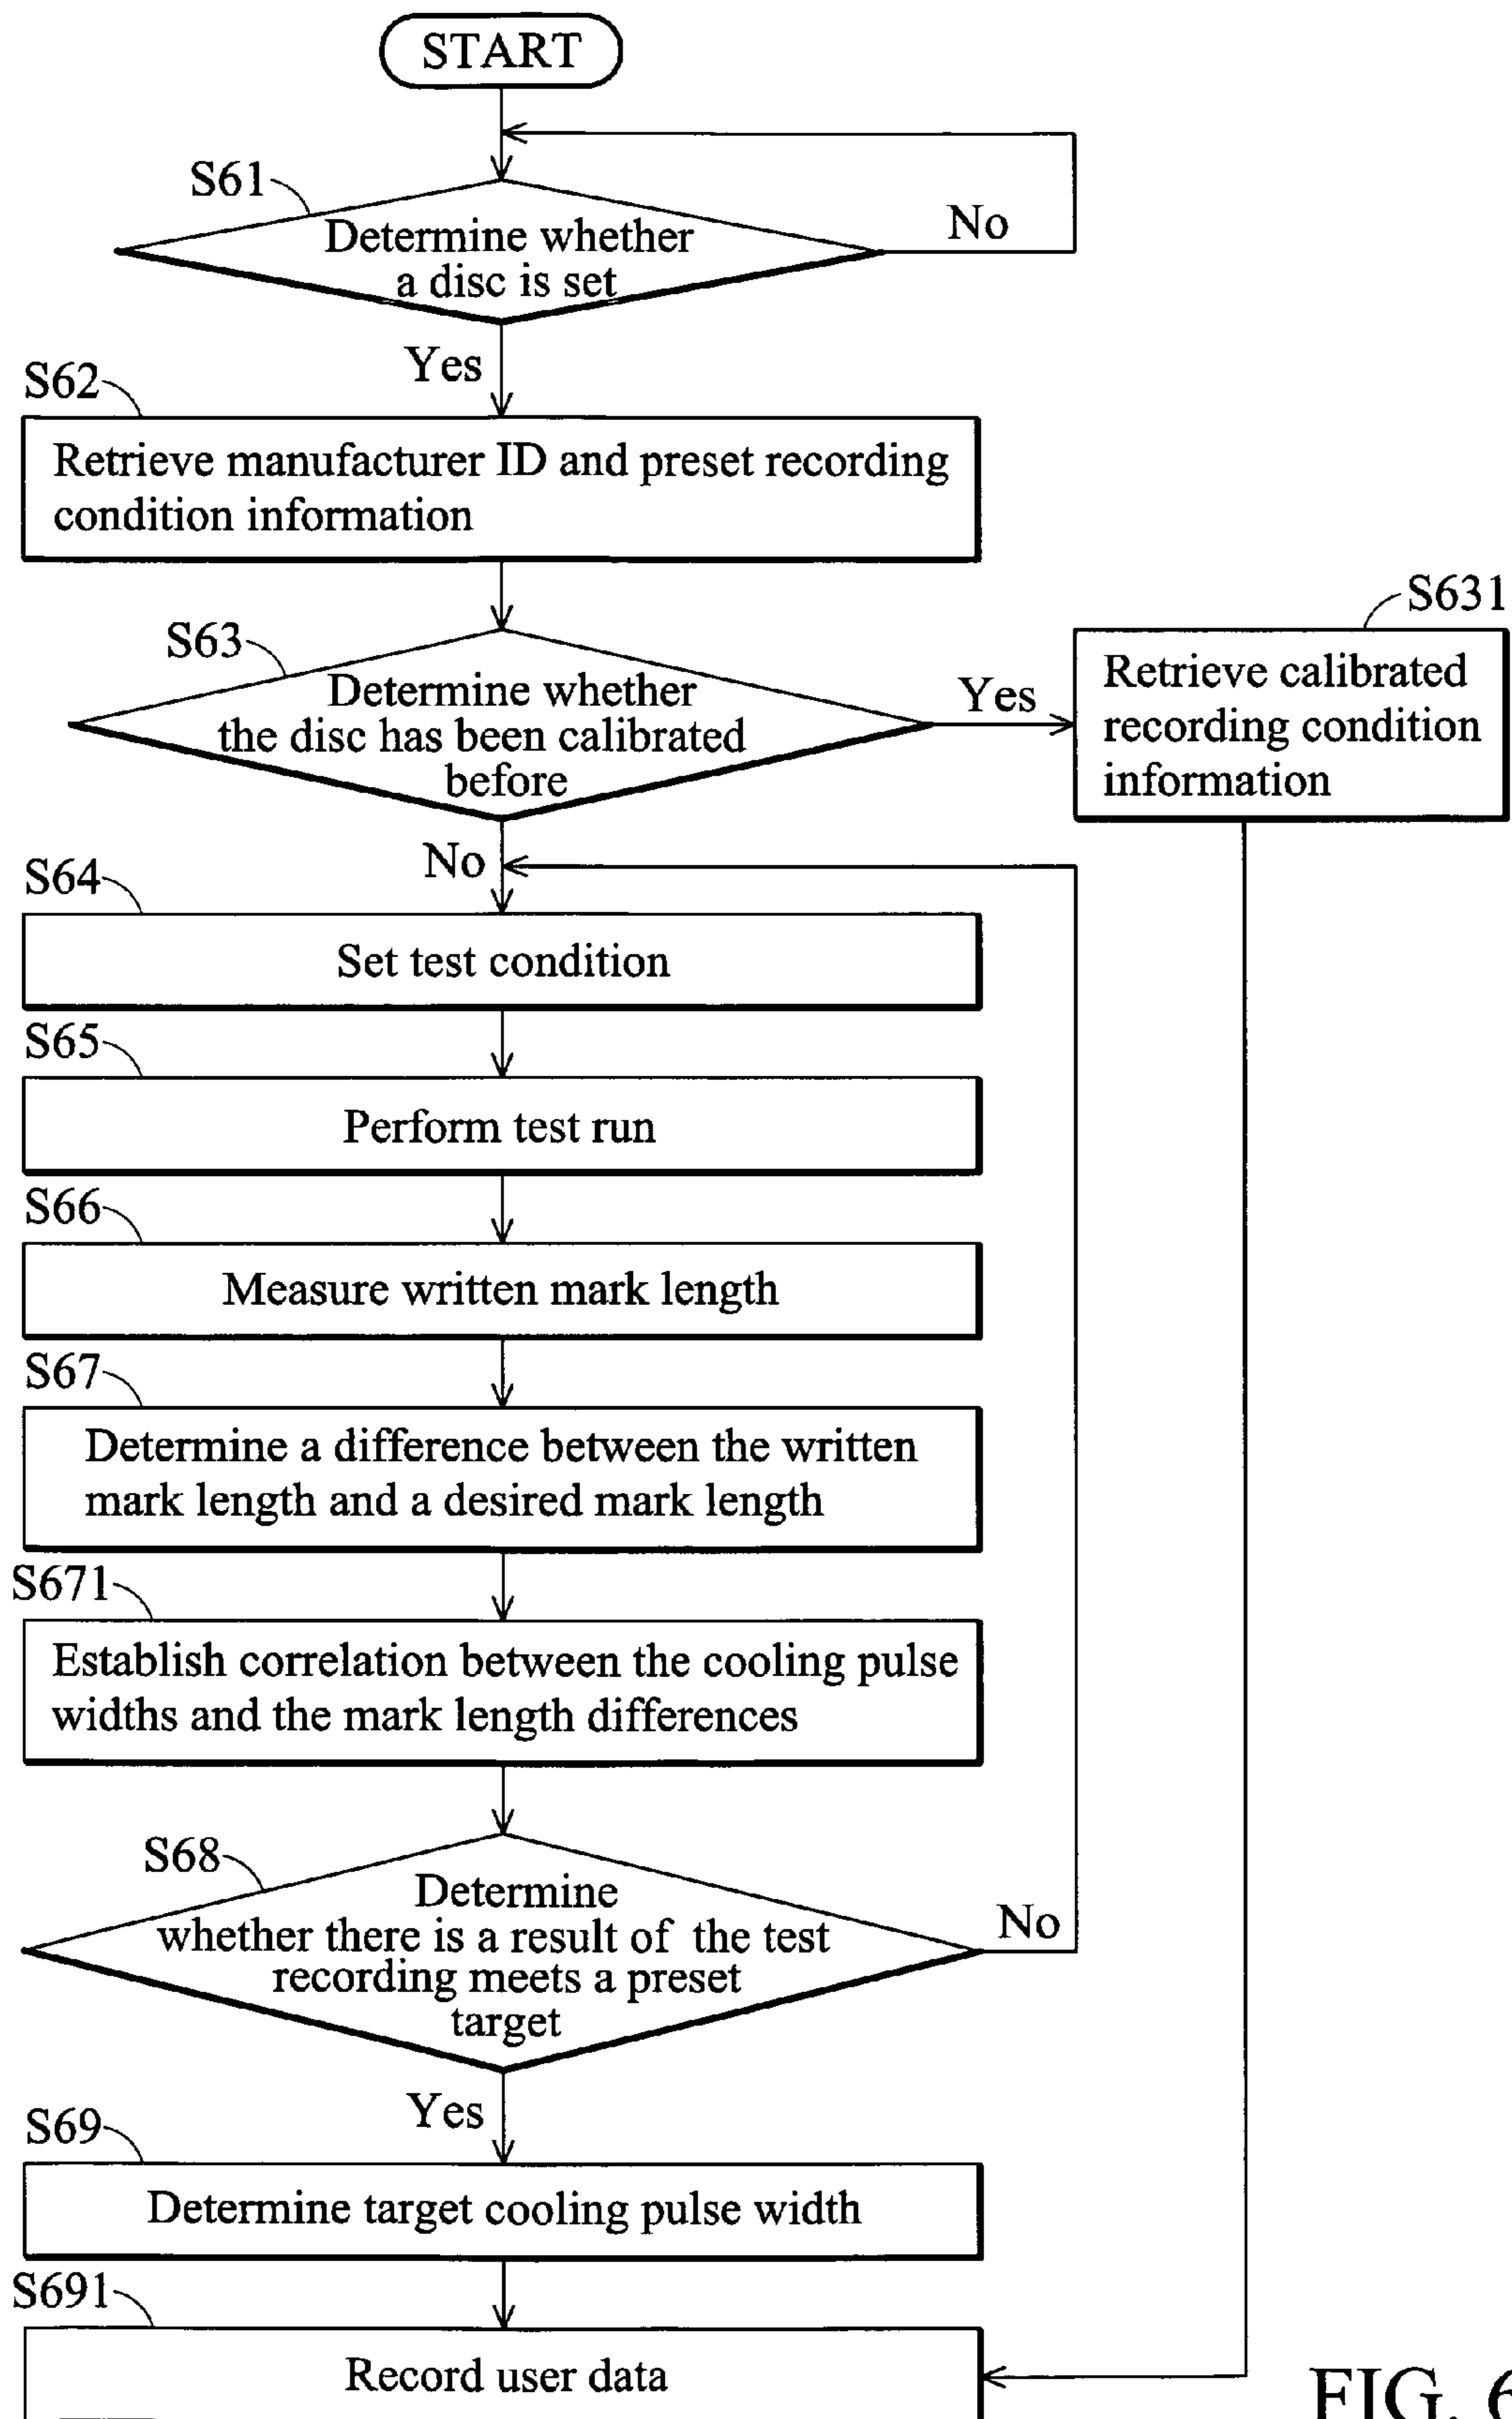 START
S61
Determine whether
a disc is set
No
Yes
S62
Retrieve manufacturer ID and preset recording
condition information
S63
Determine whether
the disc has been calibrated
before
Yes
S631
Retrieve calibrated
recording condition
information
No
S64
Set test condition
S65
Perform test run
S66
Measure written mark length
S67
Determine a difference between the written
mark length and a desired mark length
S671
Establish correlation between the cooling pulse
widths and the mark length differences
S68
Determine
whether there is a result of the test
recording meets a preset
target
No
Yes
S69
Determine target cooling pulse width
S691
Record user data
FIG. 6